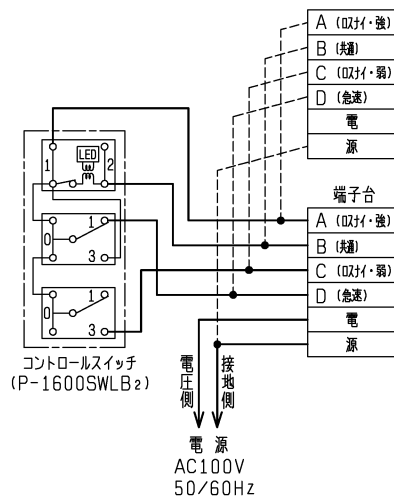 A (ロスナイ・強)
B (共通)
C (ロスナイ・弱)
D (急速)
電
源
端子台
A (ロスナイ・強)
B (共通)
C (ロスナイ・弱)
D (急速)
電
源
LED
1
2
0
1
3
0
1
3
コントロールスイッチ
(P-1600SWLB2)
電圧側
接地側
電源
AC100V
50/60Hz